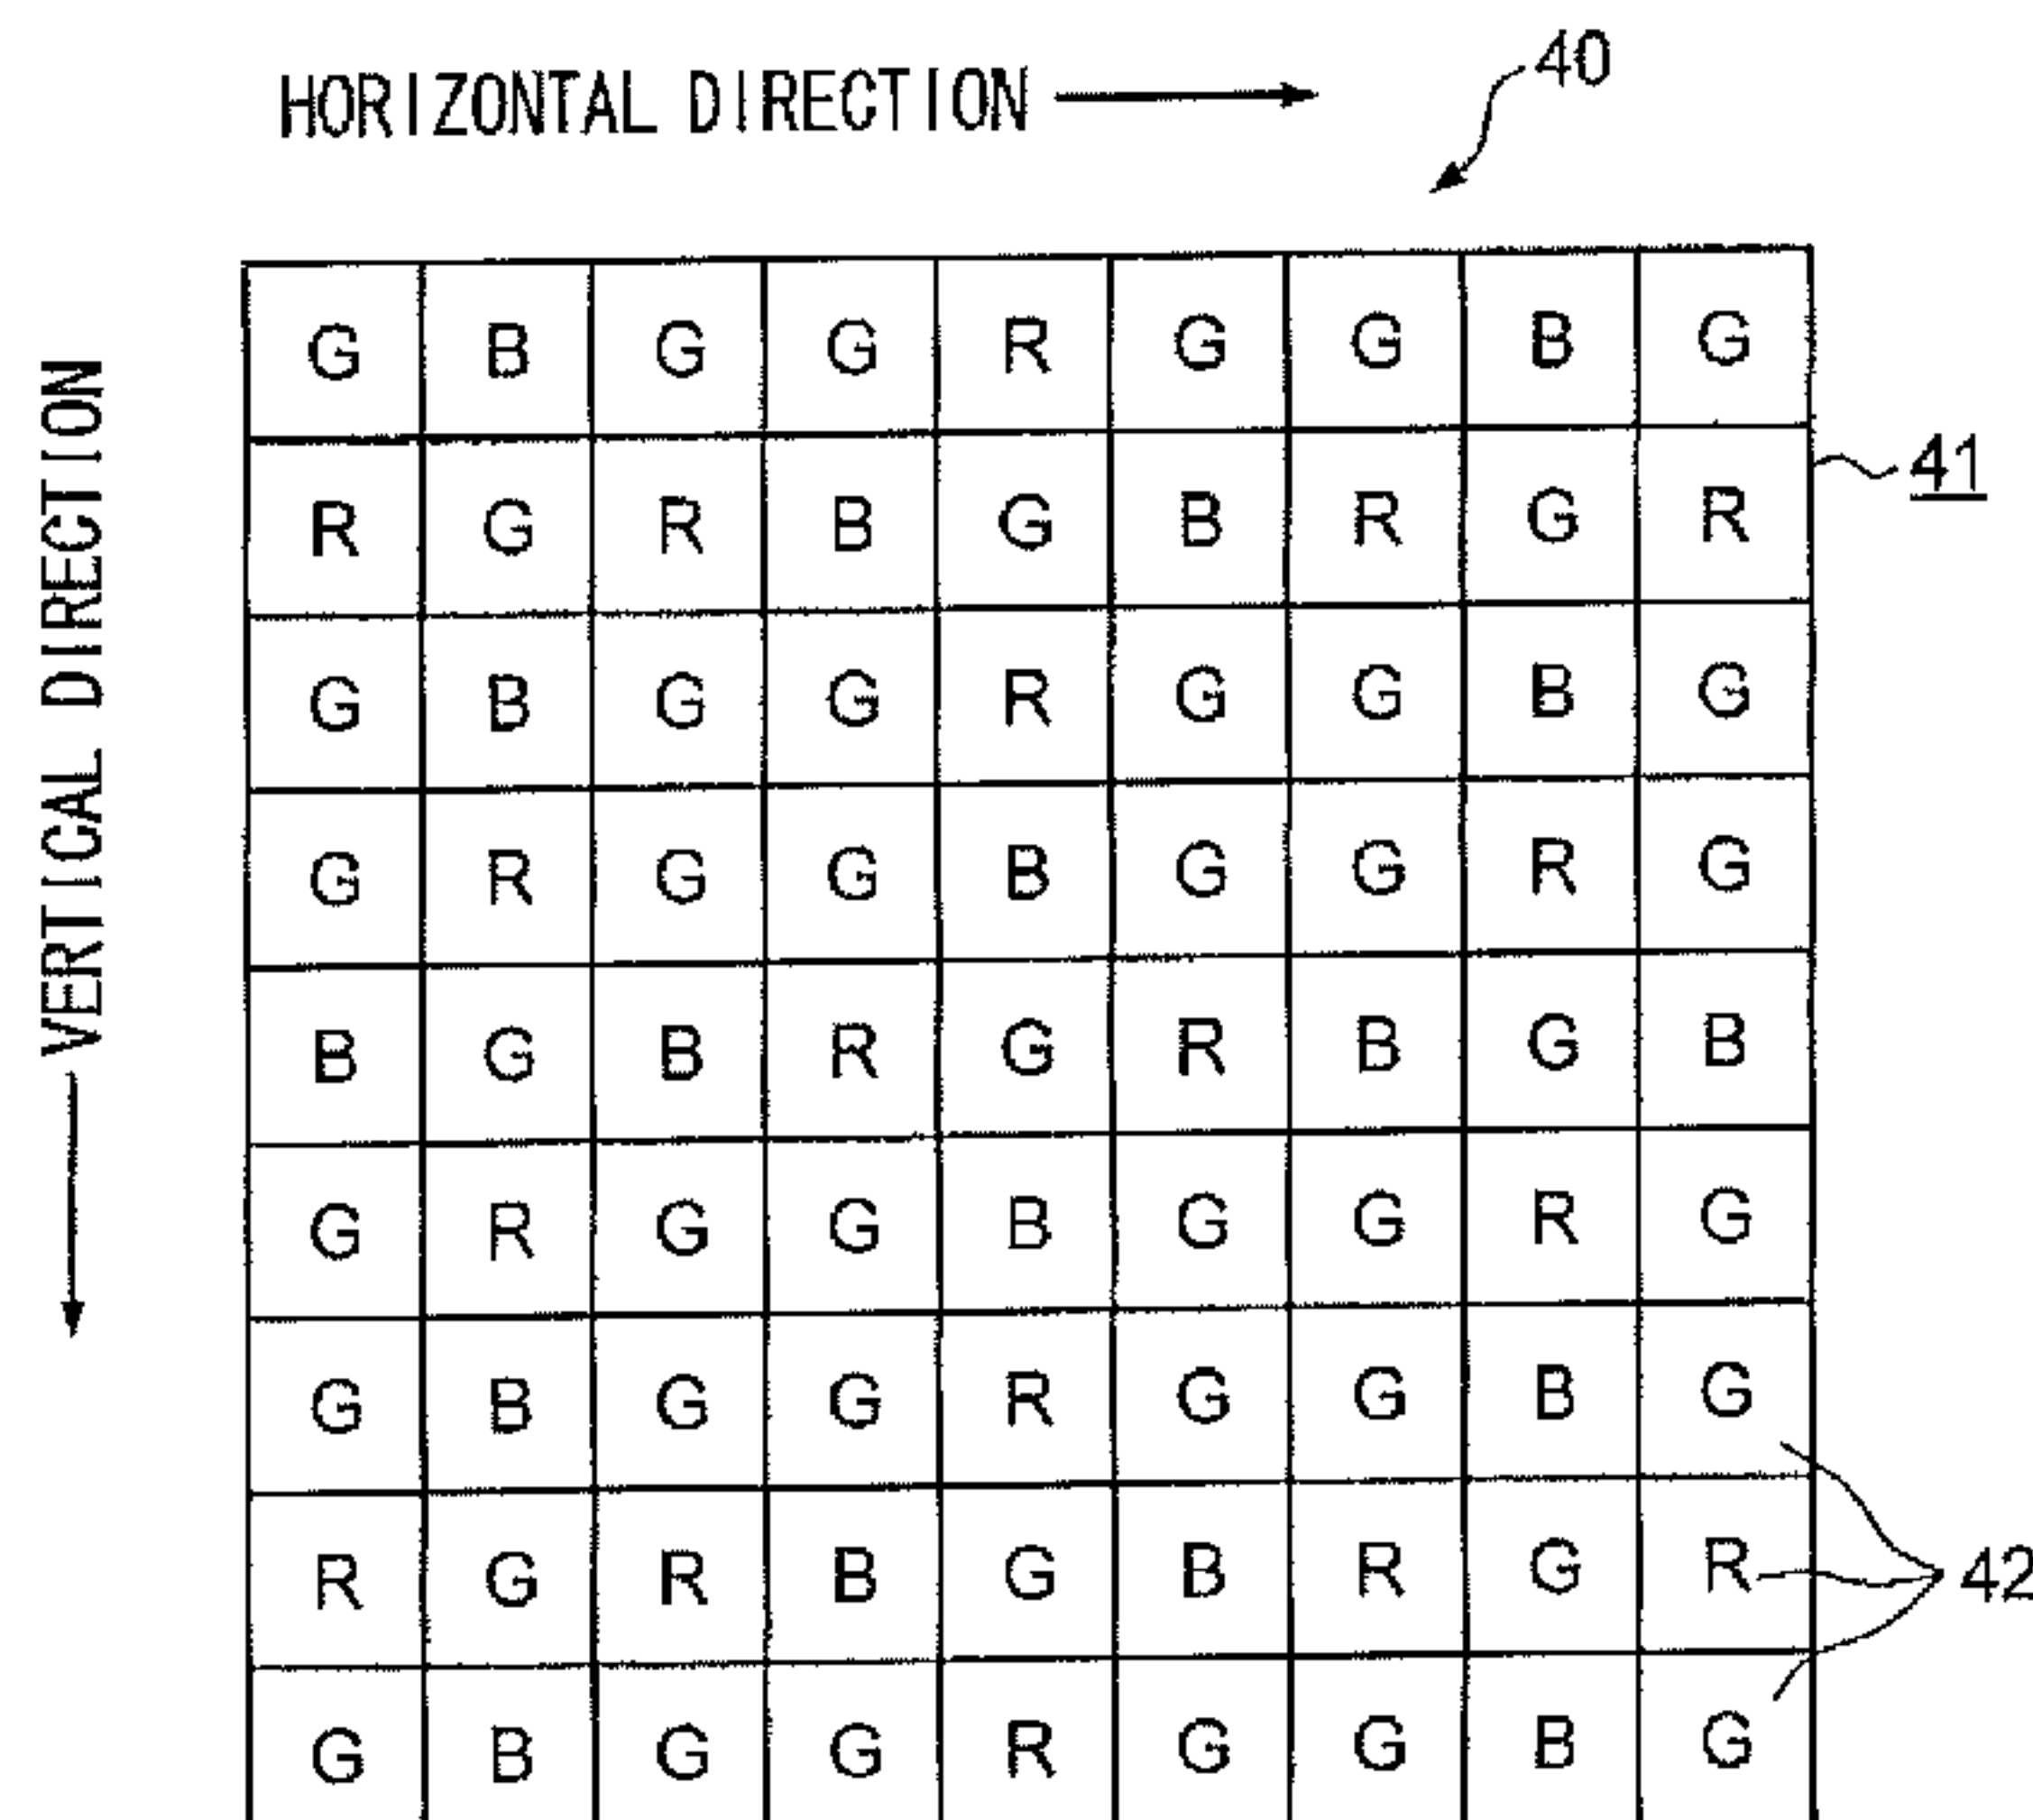 40
HORIZONTAL DIRECTION
VERTICAL DIRECTION
G B G G R G G B G
R G R B G B R G R
41
G B G G R G G B G
G R G G B G G R G
B G B R G R B G B
G R G G B G G R G
G B G G R G G B G
R G R B G B R G R
42
G B G G R G G B G